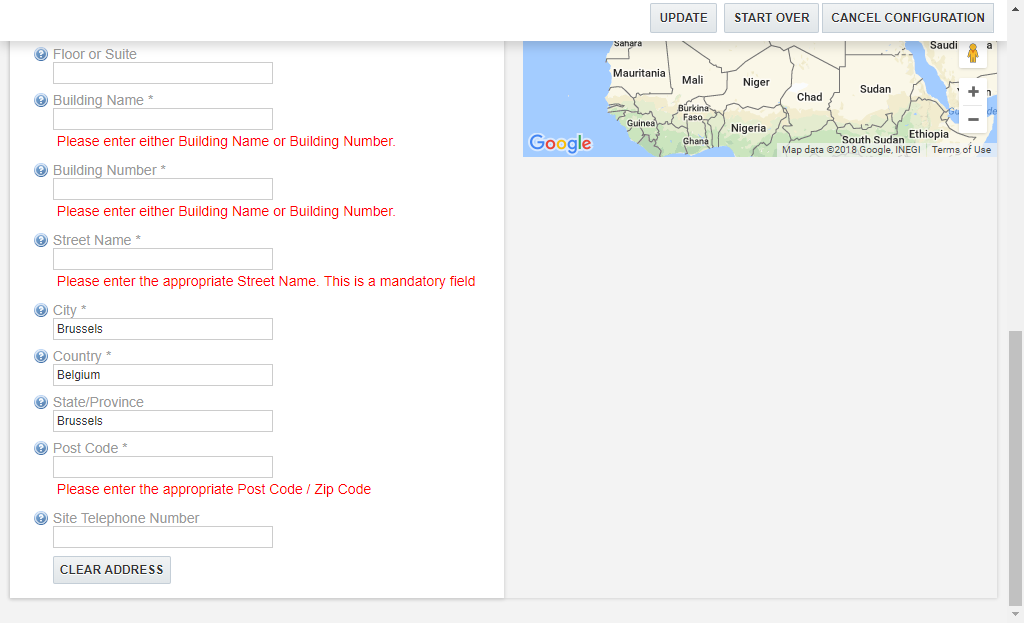 UPDATE START OVER CANCEL CONFIGURATION
Floor or Suite
Building Name *
Please enter either Building Name or Building Number.
Building Number *
Please enter either Building Name or Building Number.
Street Name *
Please enter the appropriate Street Name. This is a mandatory field
City *
Brussels
Country *
Belgium
State/Province
Brussels
Post Code *
Please enter the appropriate Post Code / Zip Code
Site Telephone Number
CLEAR ADDRESS
Sahara
Saudi
Mauritania
Mali
Niger
Chad
Sudan
Burkina
Faso
Guinea
Nigeria
Ghana
Ethiopia
South Sudan
Google
Map data ©2018 Google, INEGI Terms of Use